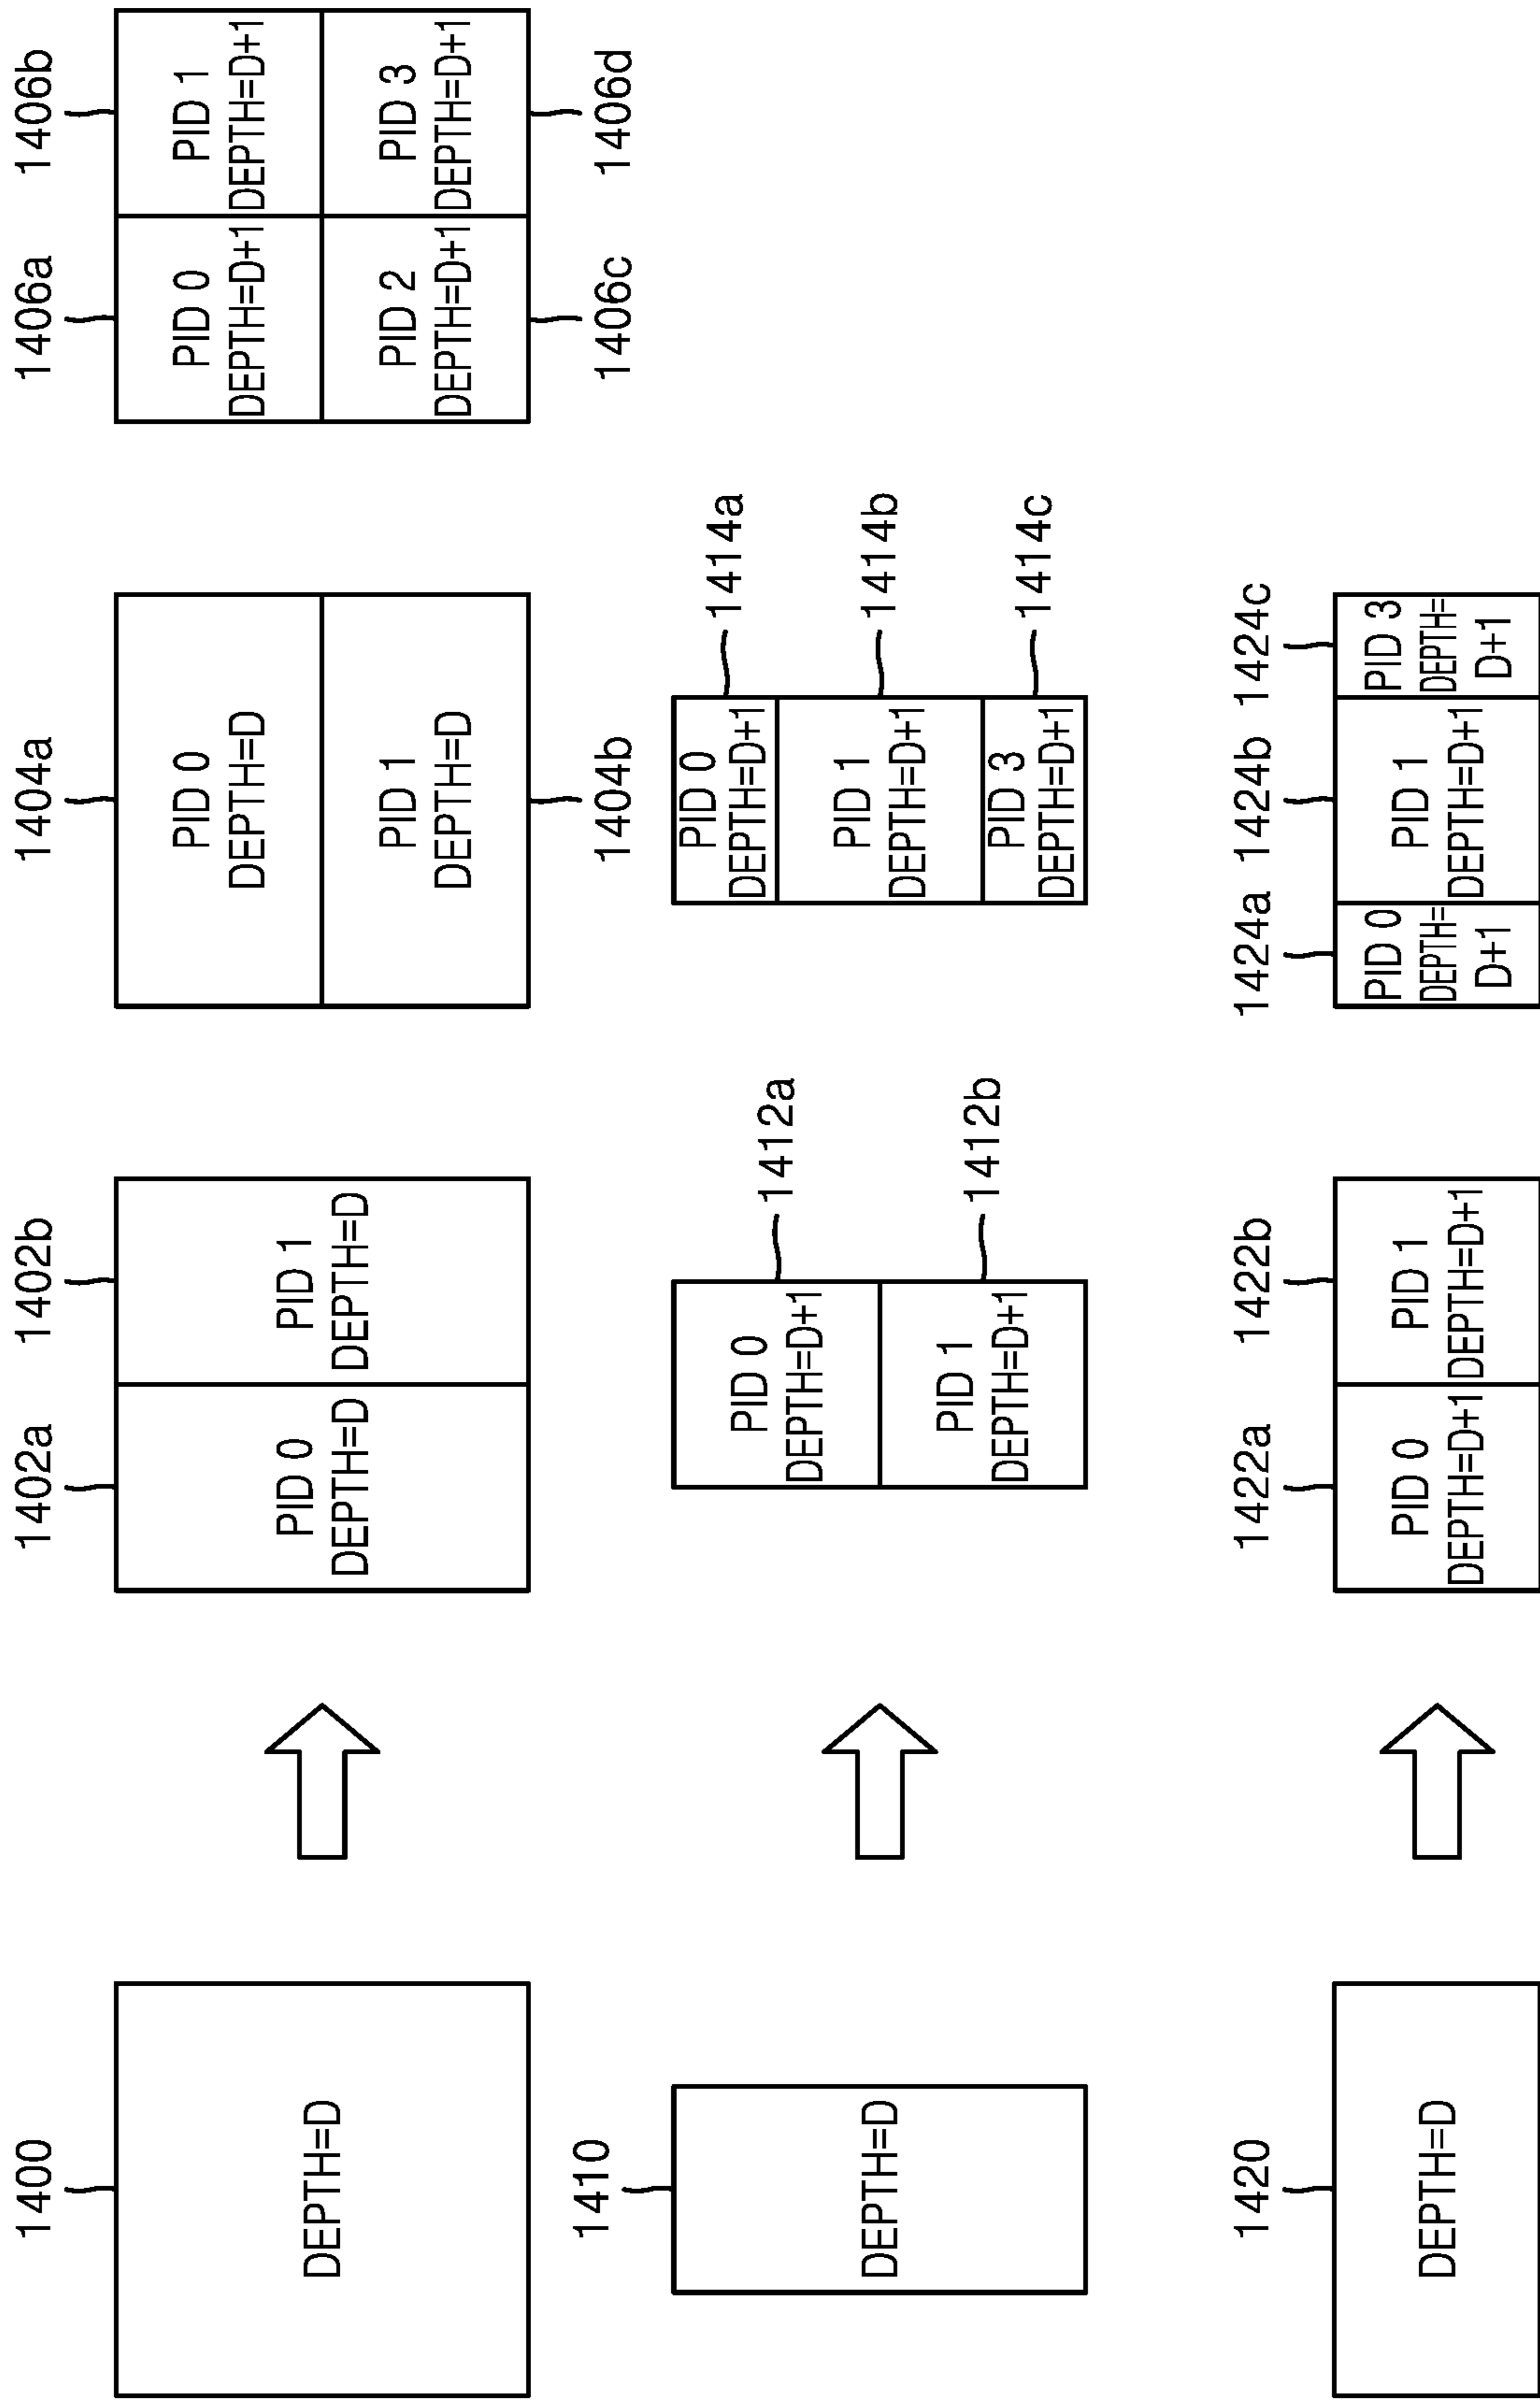 1400
DEPTH=D
1402a
1402b
PID 0
DEPTH=D
PID 1
DEPTH=D
1404a
PID 0
DEPTH=D
PID 1
DEPTH=D
1404b
1406a
1406b
PID 0
DEPTH=D+1
PID 1
DEPTH=D+1
PID 2
DEPTH=D+1
PID 3
DEPTH=D+1
1406c
1406d
1410
DEPTH=D
PID 0
DEPTH=D+1
1412a
PID 1
DEPTH=D+1
1412b
PID 0
DEPTH=D+1
1414a
PID 1
DEPTH=D+1
1414b
PID 3
DEPTH=D+1
1414c
1420
DEPTH=D
1422a
1422b
PID 0
DEPTH=D+1
PID 1
DEPTH=D+1
1424a
1424b
1424c
PID 0
DEPTH=
D+1
PID 1
DEPTH=D+1
PID 3
DEPTH=
D+1